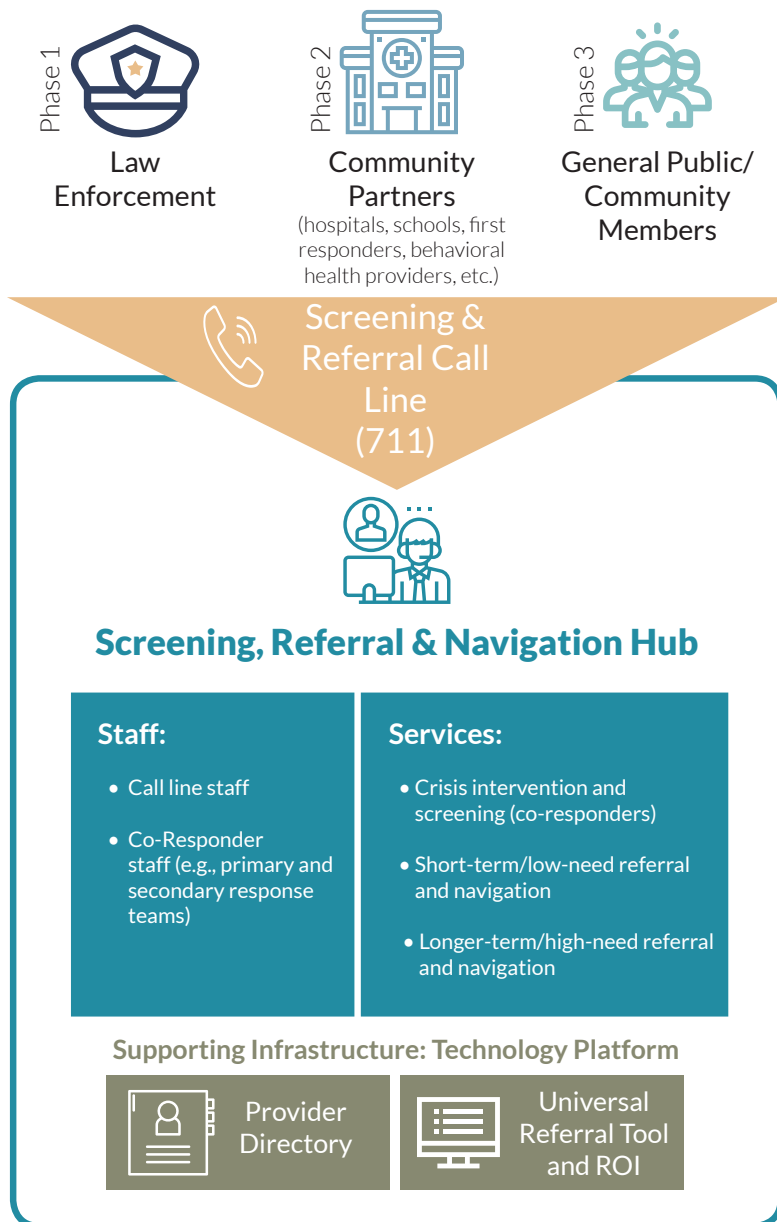 Phase 1
Law
Enforcement
Phase 2
Community
Partners
(hospitals, schools, first
responders, behavioral
health providers, etc.)
Phase 3
General Public/
Community
Members
Screening &
Referral Call
Line
(711)
Screening, Referral & Navigation Hub
Staff:
• Call line staff
• Co-Responder
staff (e.g., primary and
secondary response
teams)
Services:
• Crisis intervention and
screening (co-responders)
• Short-term/low-need referral
and navigation
• Longer-term/high-need referral
and navigation
Supporting Infrastructure: Technology Platform
Provider
Directory
Universal
Referral Tool
and ROI